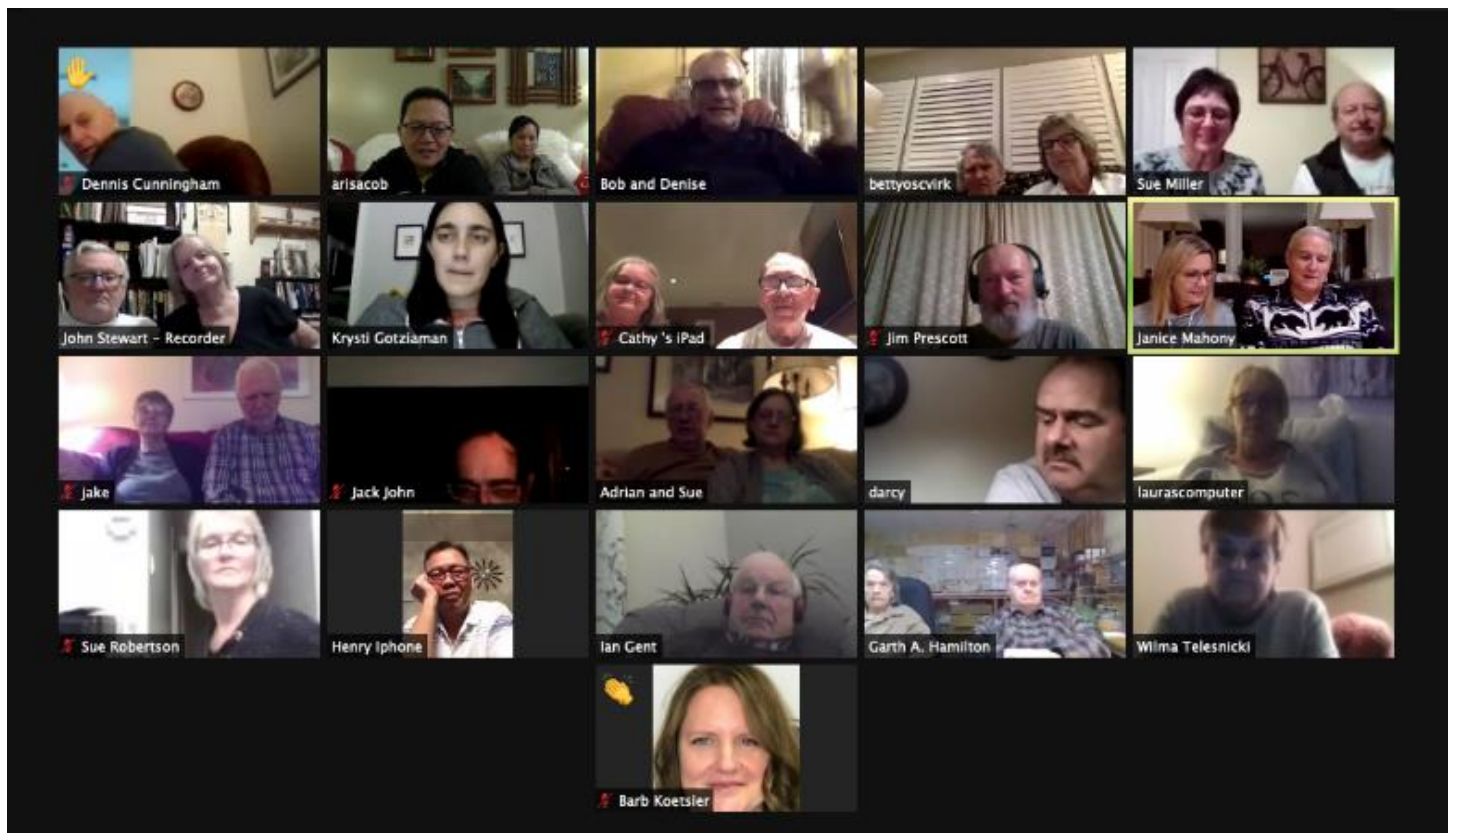 Dennis Cunningham
arisacob
Bob and Denise
bettyoscvirk
Sue Miller
John Stewart - Recorder
Krysti Gotziaman
Cathy 's iPad
Jim Prescott
Janice Mahony
jake
Jack John
Adrian and Sue
darcy
laurascomputer
Sue Robertson
Henry Iphone
Ian Gent
Garth A. Hamilton
Wilma Telesnicki
Barb Koetsier